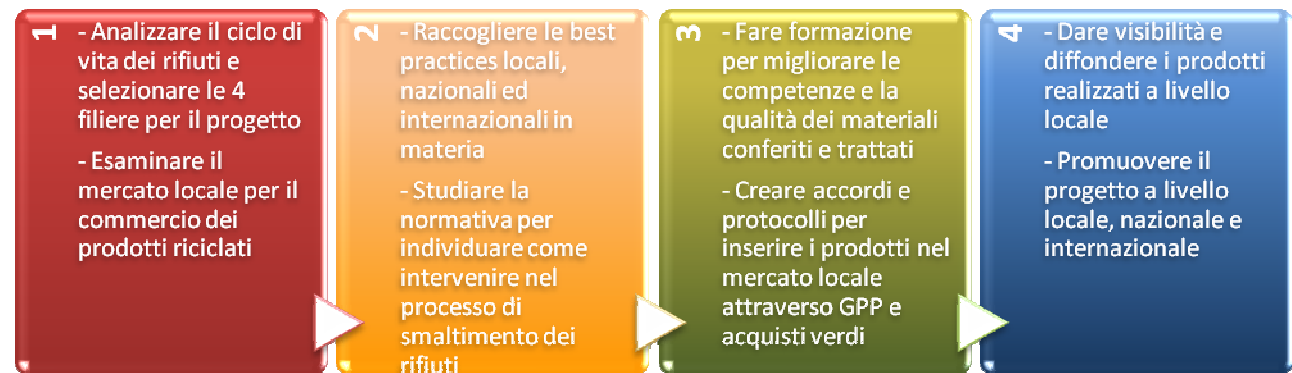 1
- Analizzare il ciclo di
vita dei rifiuti e
selezionare le 4
filiere per il progetto
- Esaminare il
mercato locale per il
commercio dei
prodotti riciclati
2
- Raccogliere le best
practices locali,
nazionali ed
internazionali in
materia
- Studiare la
normativa per
individuare come
intervenire nel
processo di
smaltimento dei
rifiuti
3
- Fare formazione
per migliorare le
competenze e la
qualità dei materiali
conferiti e trattati
- Creare accordi e
protocolli per
inserire i prodotti nel
mercato locale
attraverso GPP e
acquisti verdi
4
- Dare visibilità e
diffondere i prodotti
realizzati a livello
locale
- Promuovere il
progetto a livello
locale, nazionale e
internazionale